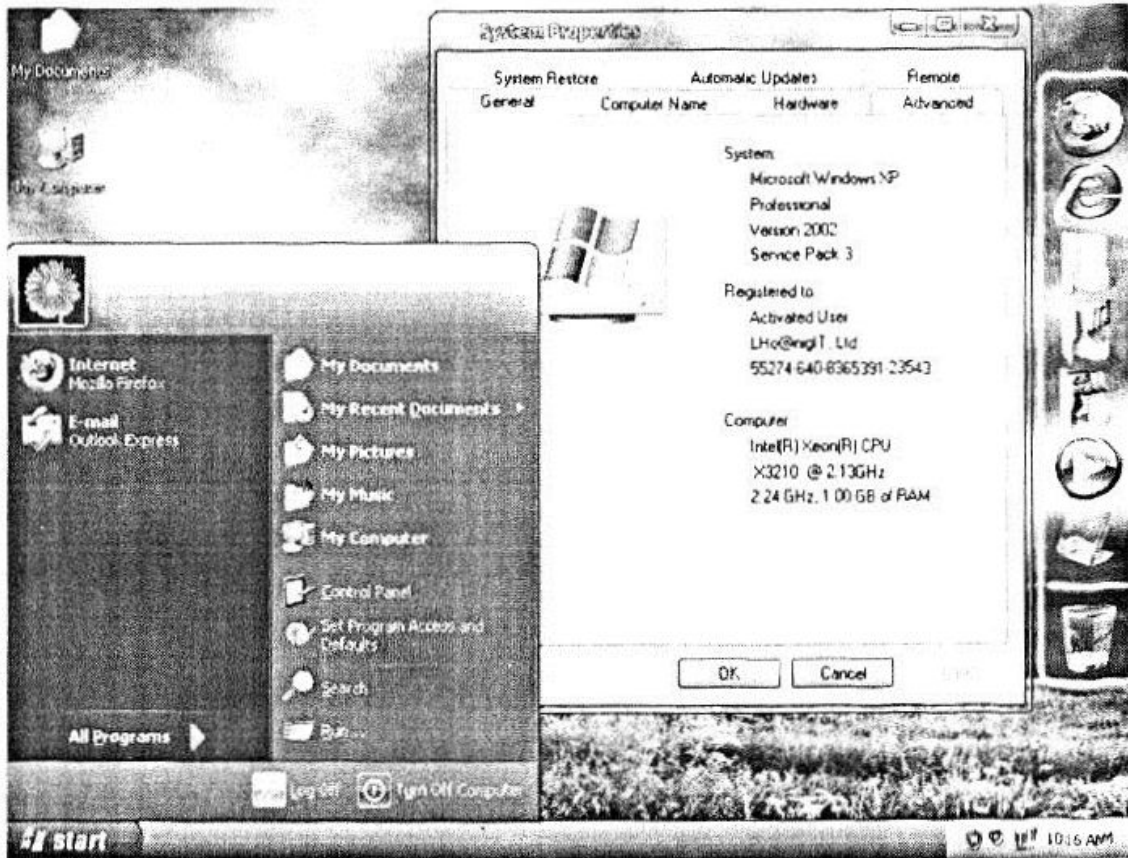 My Documents
My Computer
System Properties
System Restore Automatic Updates Remote
General Computer Name Hardware Advanced
System:
Microsoft Windows XP
Professional
Version 2002
Service Pack 3
Registered to:
Activated User
55274-640-8365391-23543
Computer:
Intel(R) Xeon(R) CPU
X3210 @ 2.13GHz
2.24 GHz, 1.00 GB of RAM
OK Cancel
Internet
Mozilla Firefox
E-mail
Outlook Express
All Programs
My Documents
My Recent Documents
My Pictures
My Music
My Computer
Control Panel
Set Program Access and
Defaults
Search
Run...
Log Off Turn Off Computer
start
10:16 AM